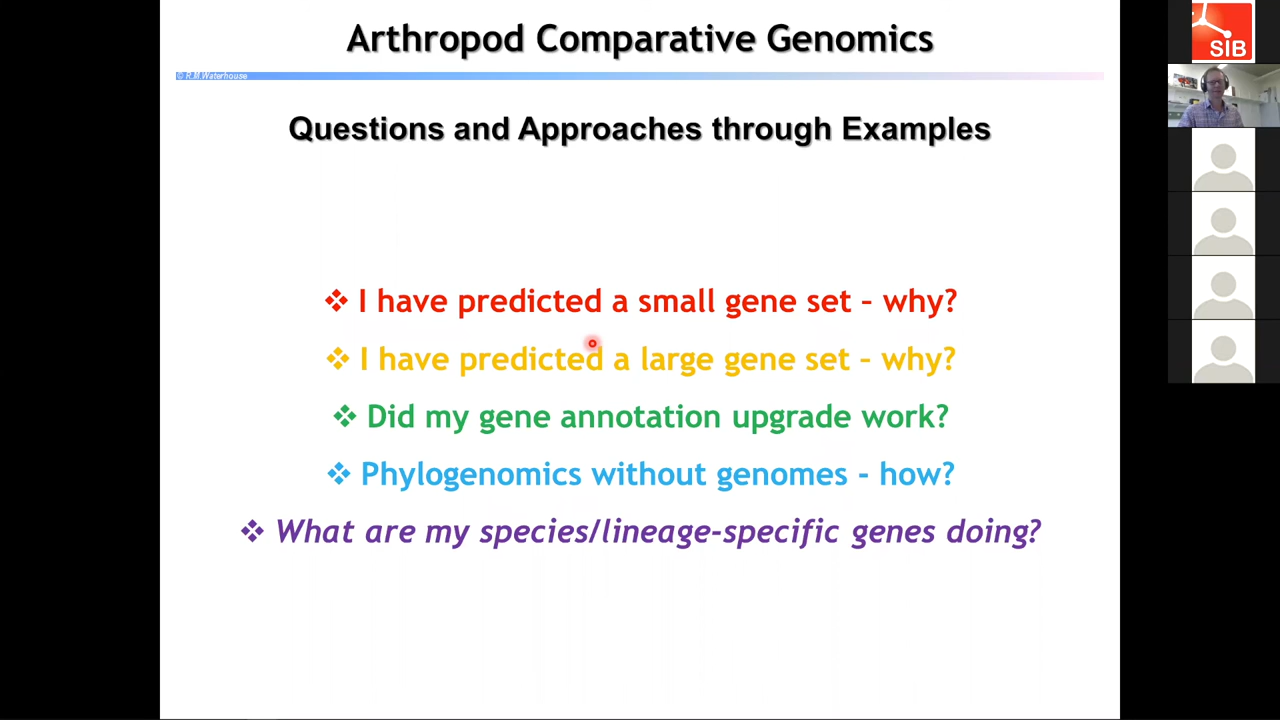 Arthropod Comparative Genomics
© R.M.Waterhouse
Questions and Approaches through Examples
❖ I have predicted a small gene set – why?
❖ I have predicted a large gene set – why?
❖ Did my gene annotation upgrade work?
❖ Phylogenomics without genomes - how?
❖ What are my species/lineage-specific genes doing?
SIB